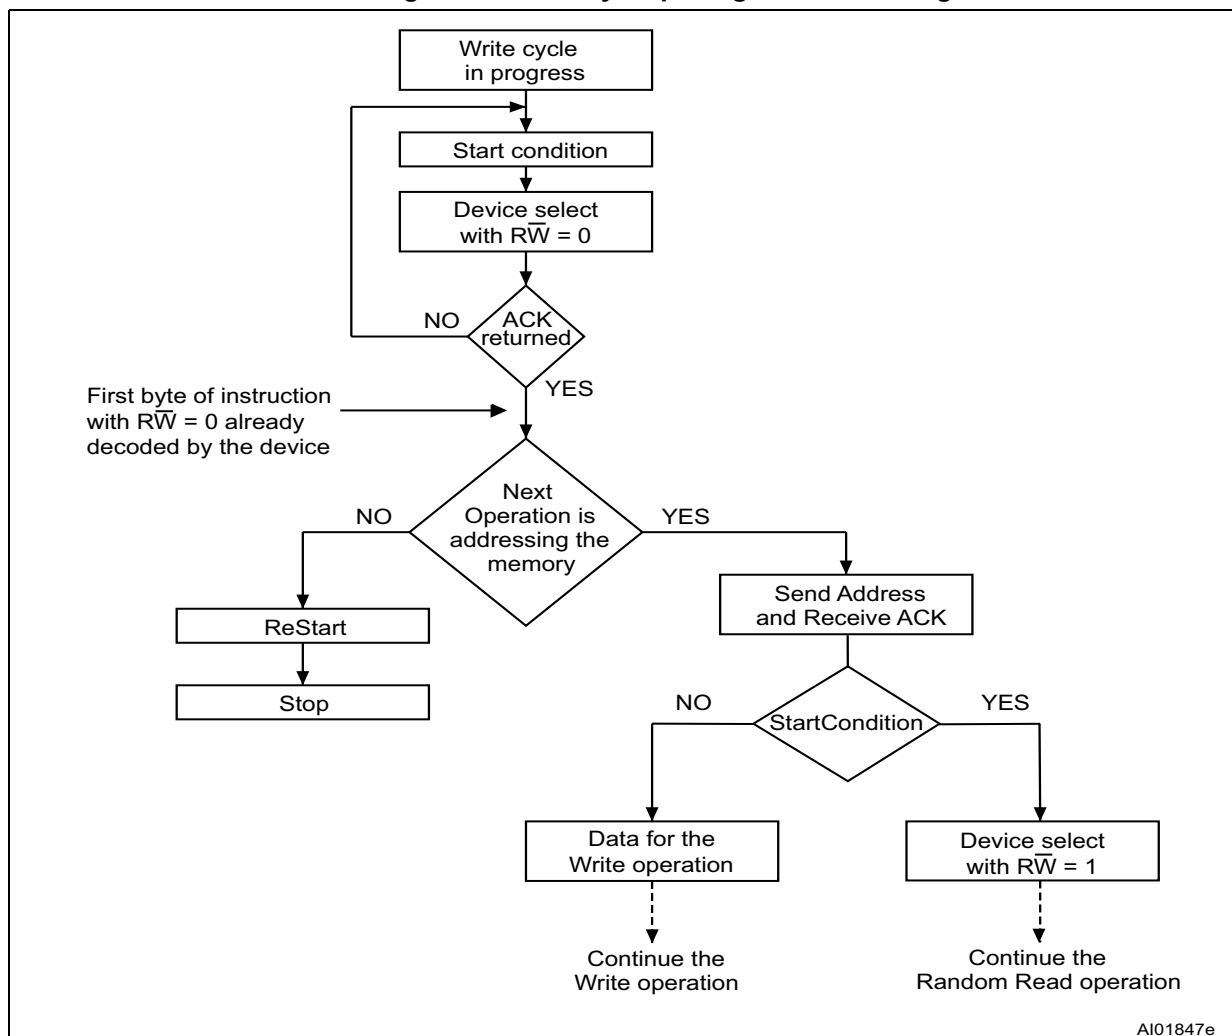 Write cycle
in progress
Start condition
Device select
with RW̅ = 0
NO
ACK
returned
YES
First byte of instruction
with RW̅ = 0 already
decoded by the device
Next
Operation is
addressing the
memory
NO
YES
Send Address
and Receive ACK
ReStart
Stop
NO
StartCondition
YES
Data for the
Write operation
Device select
with RW̅ = 1
Continue the
Write operation
Continue the
Random Read operation
AI01847e